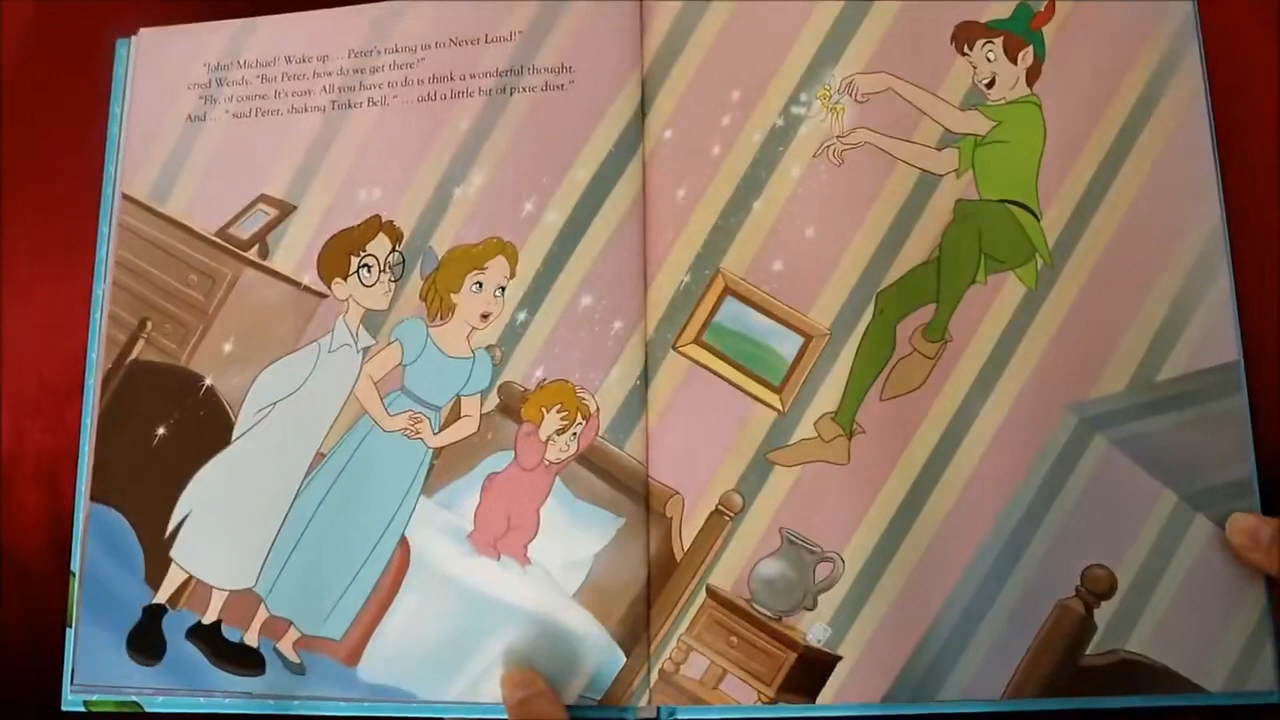 "John! Michael! Wake up ... Peter's taking us to Never Land!"
cried Wendy. "But Peter, how do we get there?"
"Fly, of course. It's easy. All you have to do is think a wonderful thought.
And ... " said Peter, shaking Tinker Bell, " ... add a little bit of pixie dust."